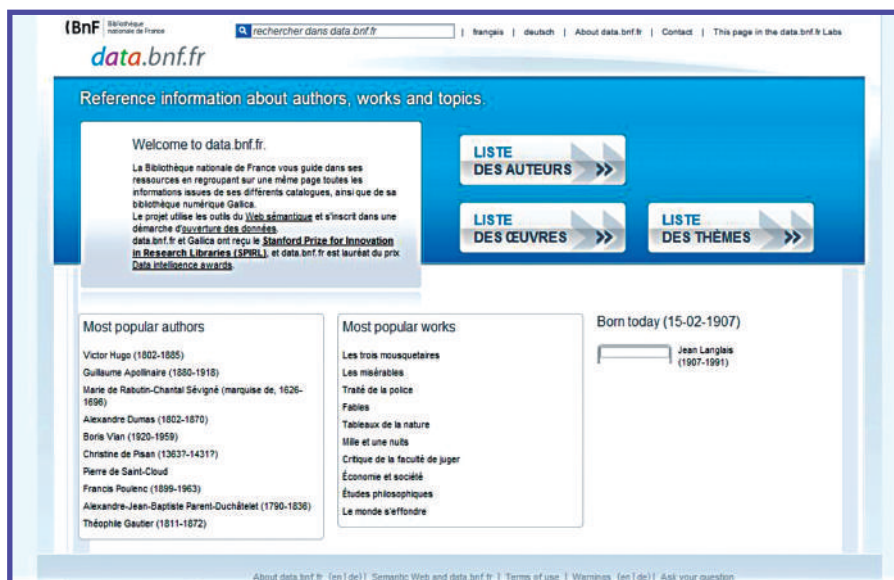 BnF Bibliothèque nationale de France
rechercher dans data.bnf.fr
| français | deutsch | About data.bnf.fr | Contact | This page in the data.bnf.fr Labs
data.bnf.fr
Reference information about authors, works and topics.
Welcome to data.bnf.fr.
La Bibliothèque nationale de France vous guide dans ses
ressources en regroupant sur une même page toutes les
informations issues de ses différents catalogues, ainsi que de sa
bibliothèque numérique Gallica.
Le projet utilise les outils du Web sémantique et s'inscrit dans une
démarche d'ouverture des données.
data.bnf.fr et Gallica ont reçu le Stanford Prize for Innovation
in Research Libraries (SPIRL), et data.bnf.fr est lauréat du prix
Data intelligence awards.
LISTE
DES AUTEURS
LISTE
DES ŒUVRES
LISTE
DES THÈMES
Most popular authors
Victor Hugo (1802-1885)
Guillaume Apollinaire (1880-1918)
Marie de Rabutin-Chantal Sévigné (marquise de, 1626-
1696)
Alexandre Dumas (1802-1870)
Boris Vian (1920-1959)
Christine de Pisan (1363?-1431?)
Pierre de Saint-Cloud
Francis Poulenc (1899-1963)
Alexandre-Jean-Baptiste Parent-Duchâtelet (1790-1836)
Théophile Gautier (1811-1872)
Most popular works
Les trois mousquetaires
Les misérables
Traité de la police
Fables
Tableaux de la nature
Mille et une nuits
Critique de la faculté de juger
Économie et société
Études philosophiques
Le monde s'effondre
Born today (15-02-1907)
Jean Langlais
(1907-1991)
About data.bnf.fr (en | de) | Semantic Web and data.bnf.fr | Terms of use | Warnings (en | de) | Ask your question